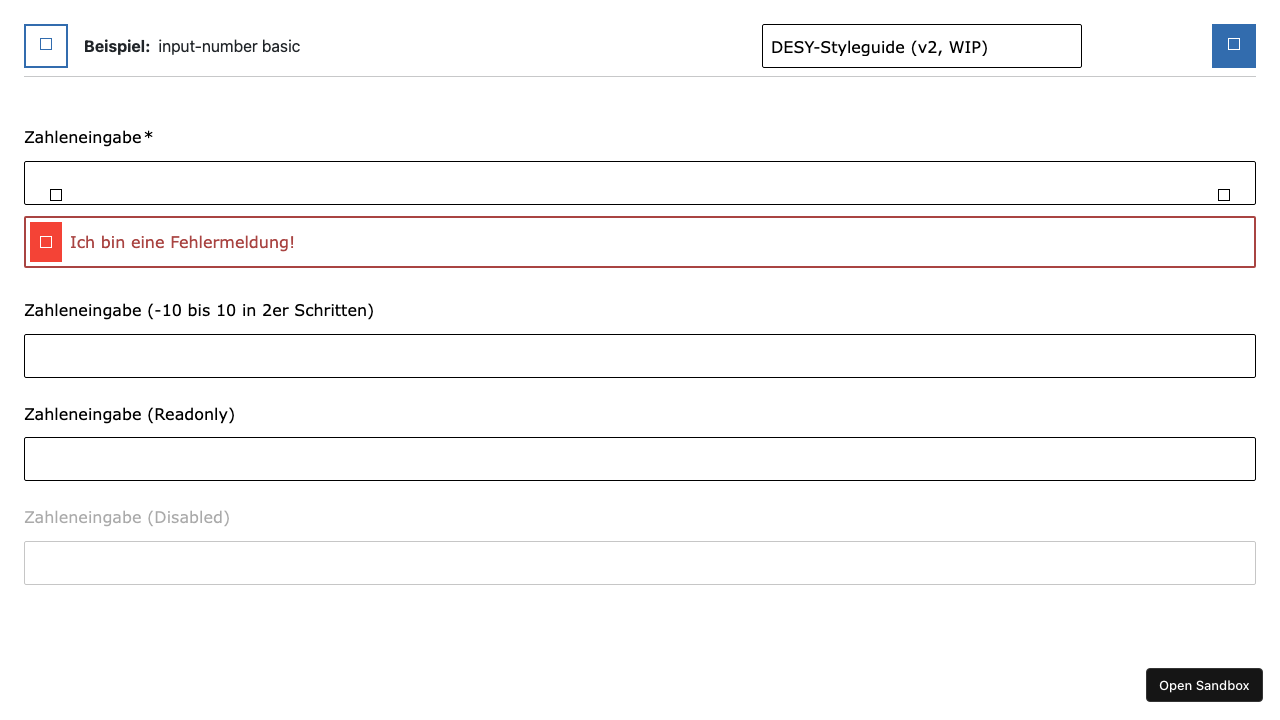 Beispiel: input-number basic
DESY-Styleguide (v2, WIP)
Zahleneingabe*
Ich bin eine Fehlermeldung!
Zahleneingabe (-10 bis 10 in 2er Schritten)
Zahleneingabe (Readonly)
Zahleneingabe (Disabled)
Open Sandbox